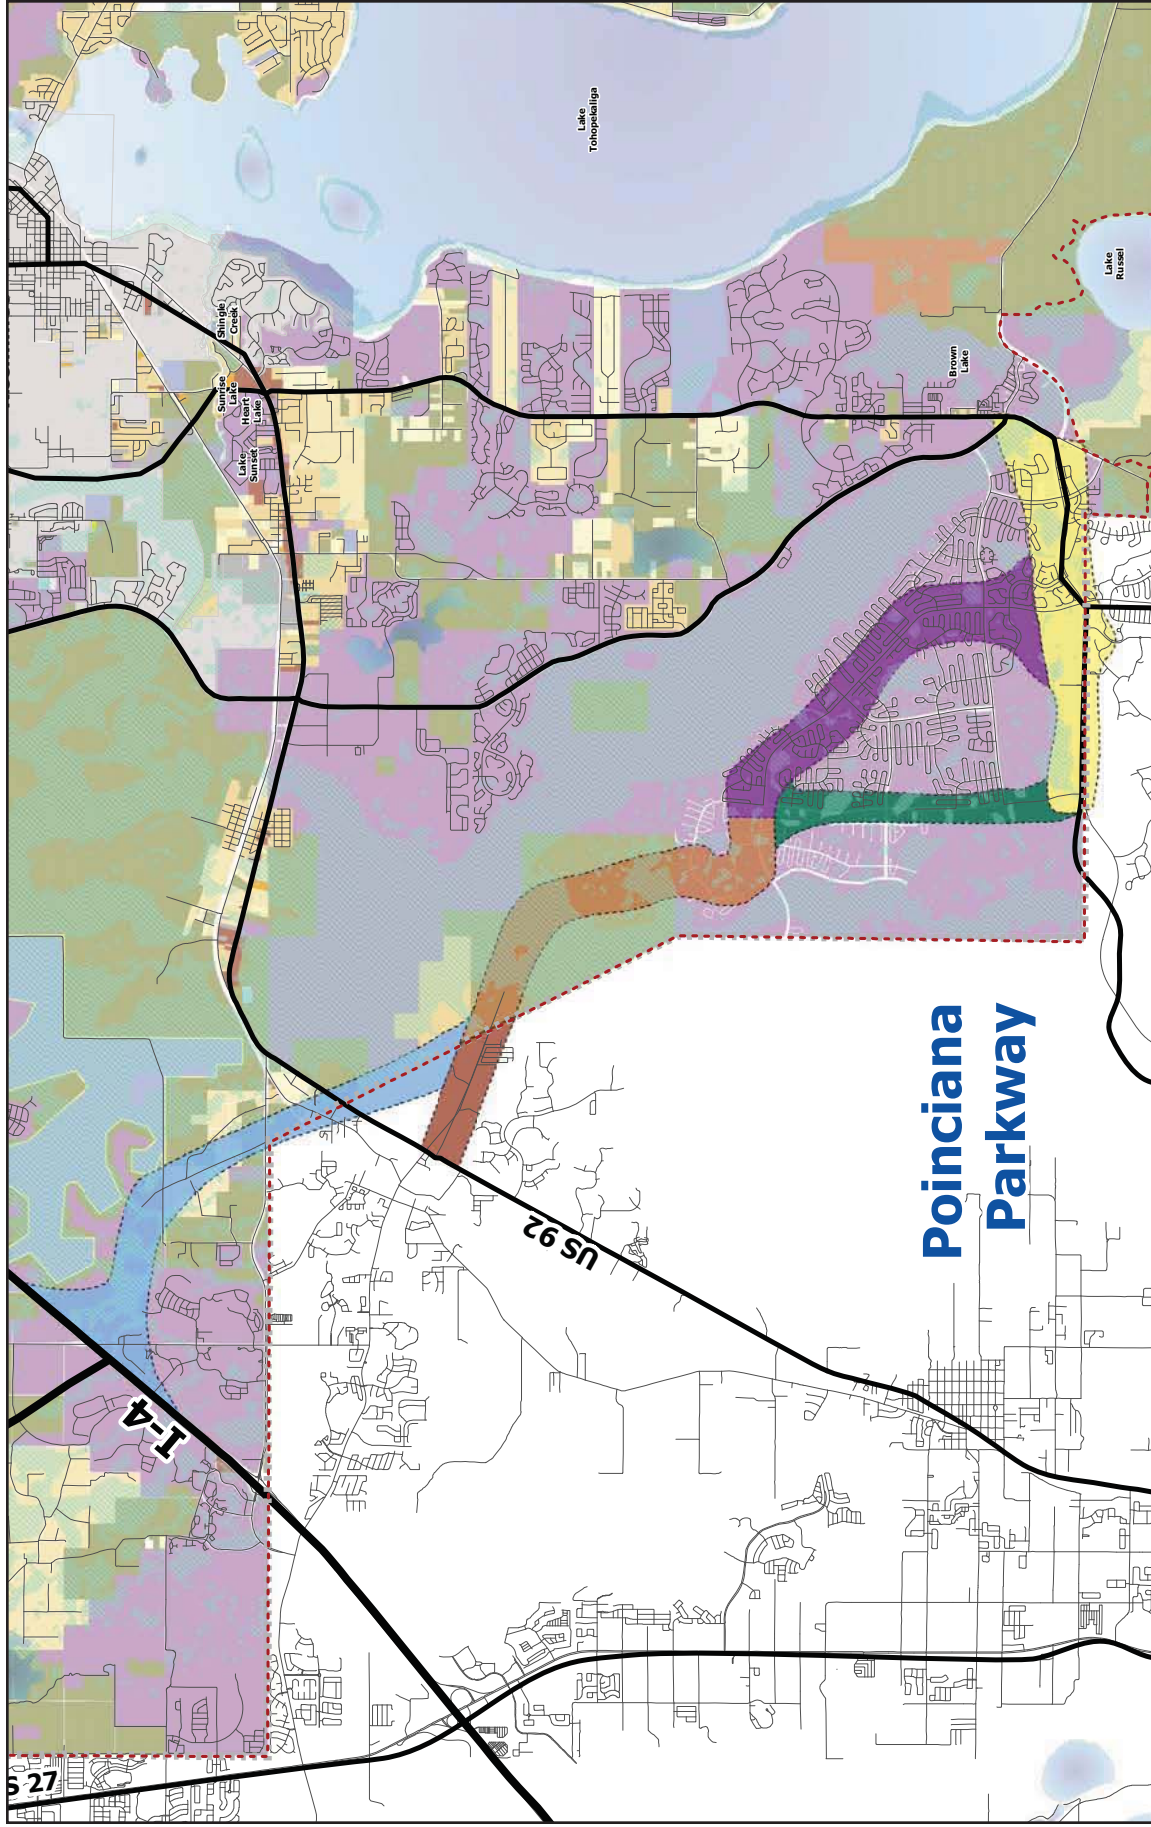 Lake
Tohopekaliga
Lake
Russel
Shingle
Creek
Sunrise
Lake
Heart
Lake
Lake
Sunset
Brown
Lake
Poinciana
Parkway
US 92
I-4
S 27